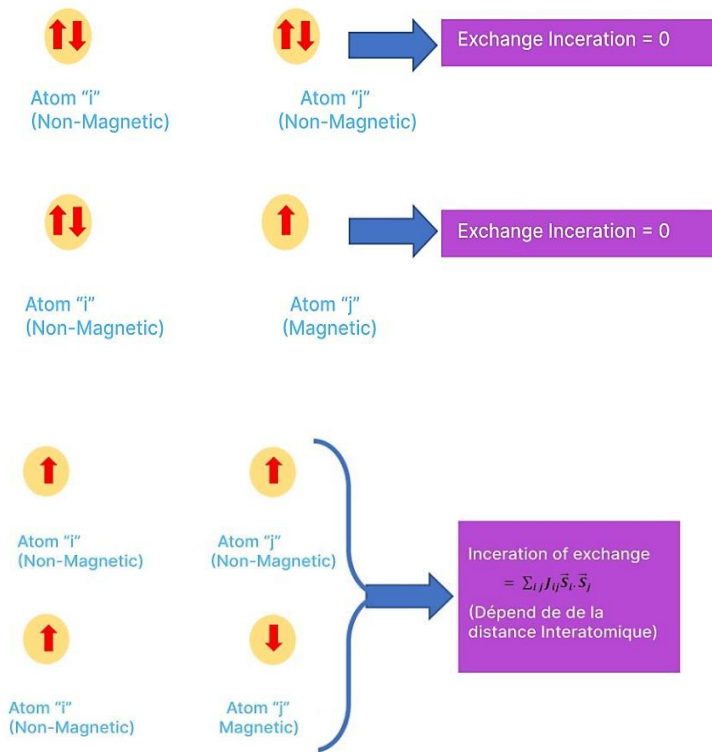 Exchange Inceration = 0
Atom “i”
(Non-Magnetic)
Atom “j”
(Non-Magnetic)
Exchange Inceration = 0
Atom “i”
(Non-Magnetic)
Atom “j”
(Magnetic)
Atom “i”
(Non-Magnetic)
Atom “j”
(Non-Magnetic)
Inceration of exchange
= ∑ᵢ ⱼ Jᵢⱼ S⃗ᵢ. S⃗ⱼ
(Dépend de de la
distance Interatomique)
Atom “i”
(Non-Magnetic)
Atom “j”
Magnetic)